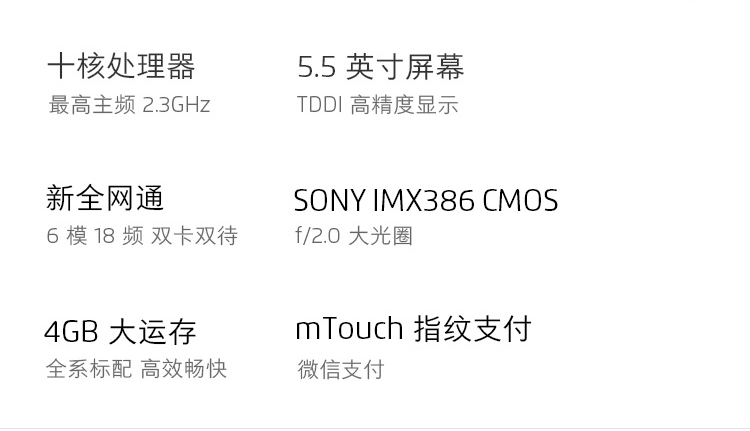 十核处理器
最高主频 2.3GHz
5.5 英寸屏幕
TDDI 高精度显示
新全网通
6 模 18 频 双卡双待
SONY IMX386 CMOS
f/2.0 大光圈
4GB 大运存
全系标配 高效畅快
mTouch 指纹支付
微信支付